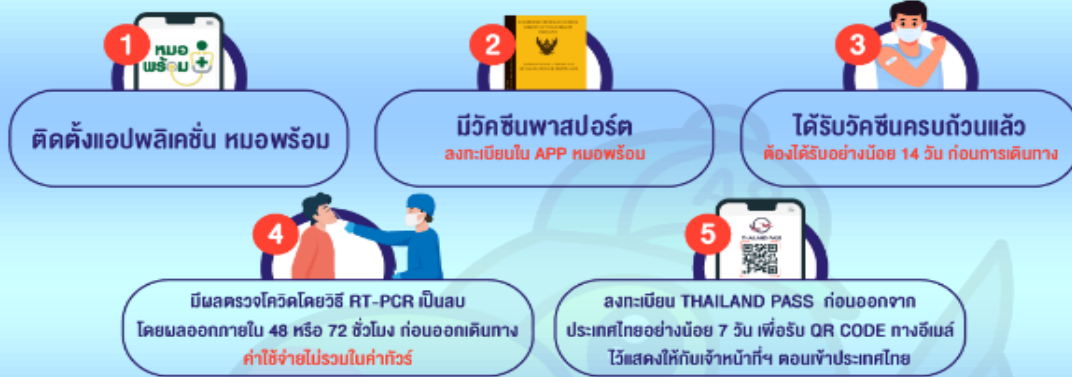 1
หมอ
พร้อม
ติดตั้งแอปพลิเคชั่น หมอพร้อม
2
มีวัคซีนพาสปอร์ต
ลงทะเบียนใน APP หมอพร้อม
3
ได้รับวัคซีนครบถ้วนแล้ว
ต้องได้รับอย่างน้อย 14 วัน ก่อนการเดินทาง
4
มีผลตรวจโควิดโดยวิธี RT-PCR เป็นลบ
โดยผลออกภายใน 48 หรือ 72 ชั่วโมง ก่อนออกเดินทาง
ค่าใช้จ่ายไม่รวมในค่าทัวร์
5
THAILAND PASS
ลงทะเบียน THAILAND PASS ก่อนออกจาก
ประเทศไทยอย่างน้อย 7 วัน เพื่อรับ QR CODE ทางอีเมล์
ไว้แสดงให้กับเจ้าหน้าที่ฯ ตอนเข้าประเทศไทย